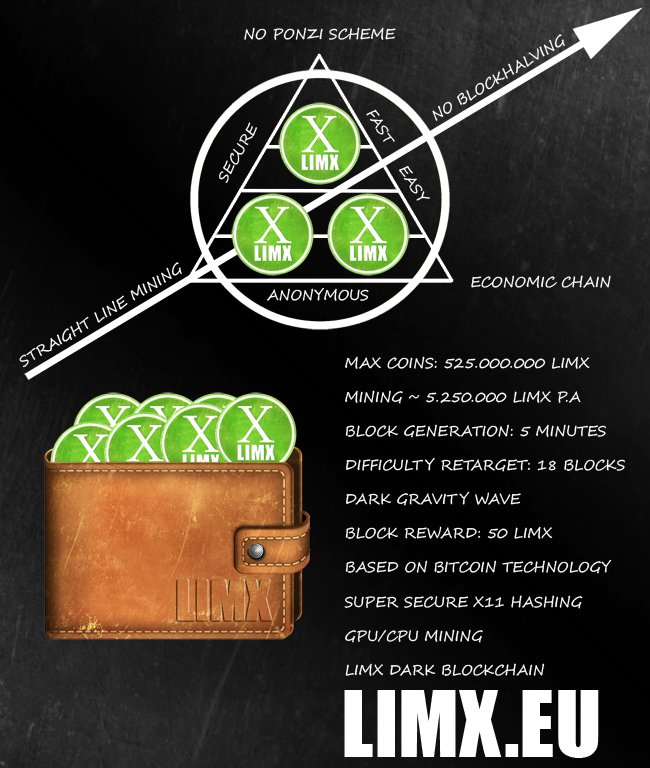 NO PONZI SCHEME
NO BLOCKHALVING
SECURE
FAST
EASY
X
LIMX
X
LIMX
X
LIMX
ANONYMOUS
ECONOMIC CHAIN
STRAIGHT LINE MINING
MAX COINS: 525.000.000 LIMX
MINING ~ 5.250.000 LIMX P.A
BLOCK GENERATION: 5 MINUTES
DIFFICULTY RETARGET: 18 BLOCKS
DARK GRAVITY WAVE
BLOCK REWARD: 50 LIMX
BASED ON BITCOIN TECHNOLOGY
SUPER SECURE X11 HASHING
GPU/CPU MINING
LIMX DARK BLOCKCHAIN
X
X
X
X
X
X
LIMX
LIMX
LIMX
LIMX.EU